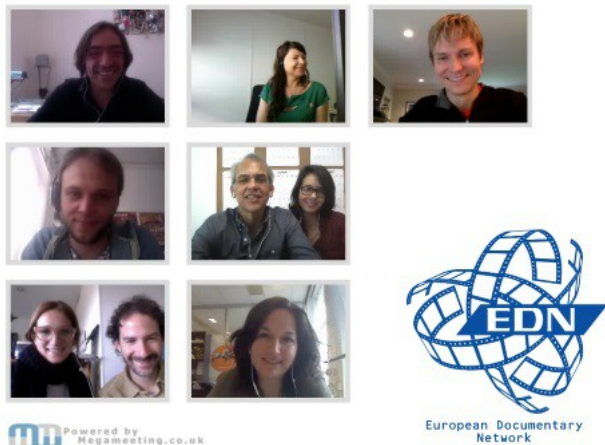 EDN
European Documentary
Network
Powered by
Megameeting.co.uk